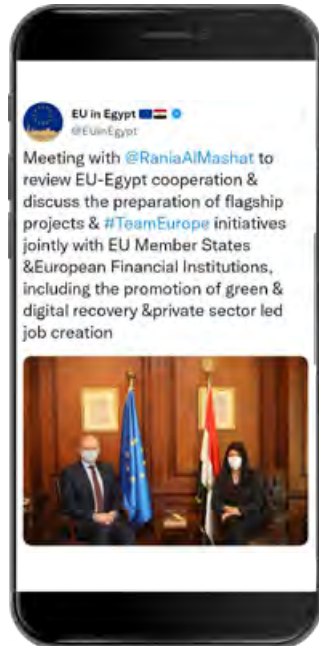 EU in Egypt
@EUinEgypt
Meeting with @RaniaAlMashat to
review EU-Egypt cooperation &
discuss the preparation of flagship
projects & #TeamEurope initiatives
jointly with EU Member States
&European Financial Institutions,
including the promotion of green &
digital recovery &private sector led
job creation